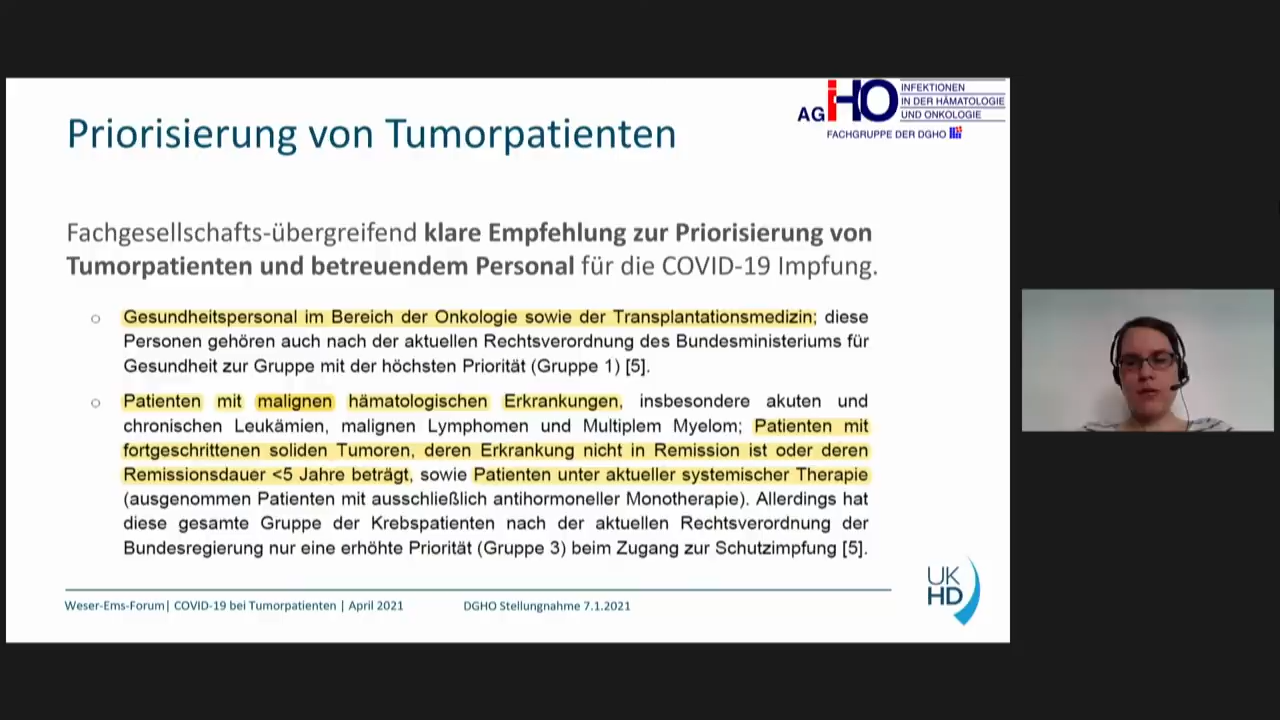 Priorisierung von Tumorpatienten
AG iHO INFEKTIONEN
IN DER HÄMATOLOGIE
UND ONKOLOGIE
FACHGRUPPE DER DGHO
Fachgesellschafts-übergreifend klare Empfehlung zur Priorisierung von
Tumorpatienten und betreuendem Personal für die COVID-19 Impfung.
○ Gesundheitspersonal im Bereich der Onkologie sowie der Transplantationsmedizin; diese
Personen gehören auch nach der aktuellen Rechtsverordnung des Bundesministeriums für
Gesundheit zur Gruppe mit der höchsten Priorität (Gruppe 1) [5].
○ Patienten mit malignen hämatologischen Erkrankungen, insbesondere akuten und
chronischen Leukämien, malignen Lymphomen und Multiplem Myelom; Patienten mit
fortgeschrittenen soliden Tumoren, deren Erkrankung nicht in Remission ist oder deren
Remissionsdauer <5 Jahre beträgt, sowie Patienten unter aktueller systemischer Therapie
(ausgenommen Patienten mit ausschließlich antihormoneller Monotherapie). Allerdings hat
diese gesamte Gruppe der Krebspatienten nach der aktuellen Rechtsverordnung der
Bundesregierung nur eine erhöhte Priorität (Gruppe 3) beim Zugang zur Schutzimpfung [5].
Weser-Ems-Forum| COVID-19 bei Tumorpatienten | April 2021
DGHO Stellungnahme 7.1.2021
UK
HD